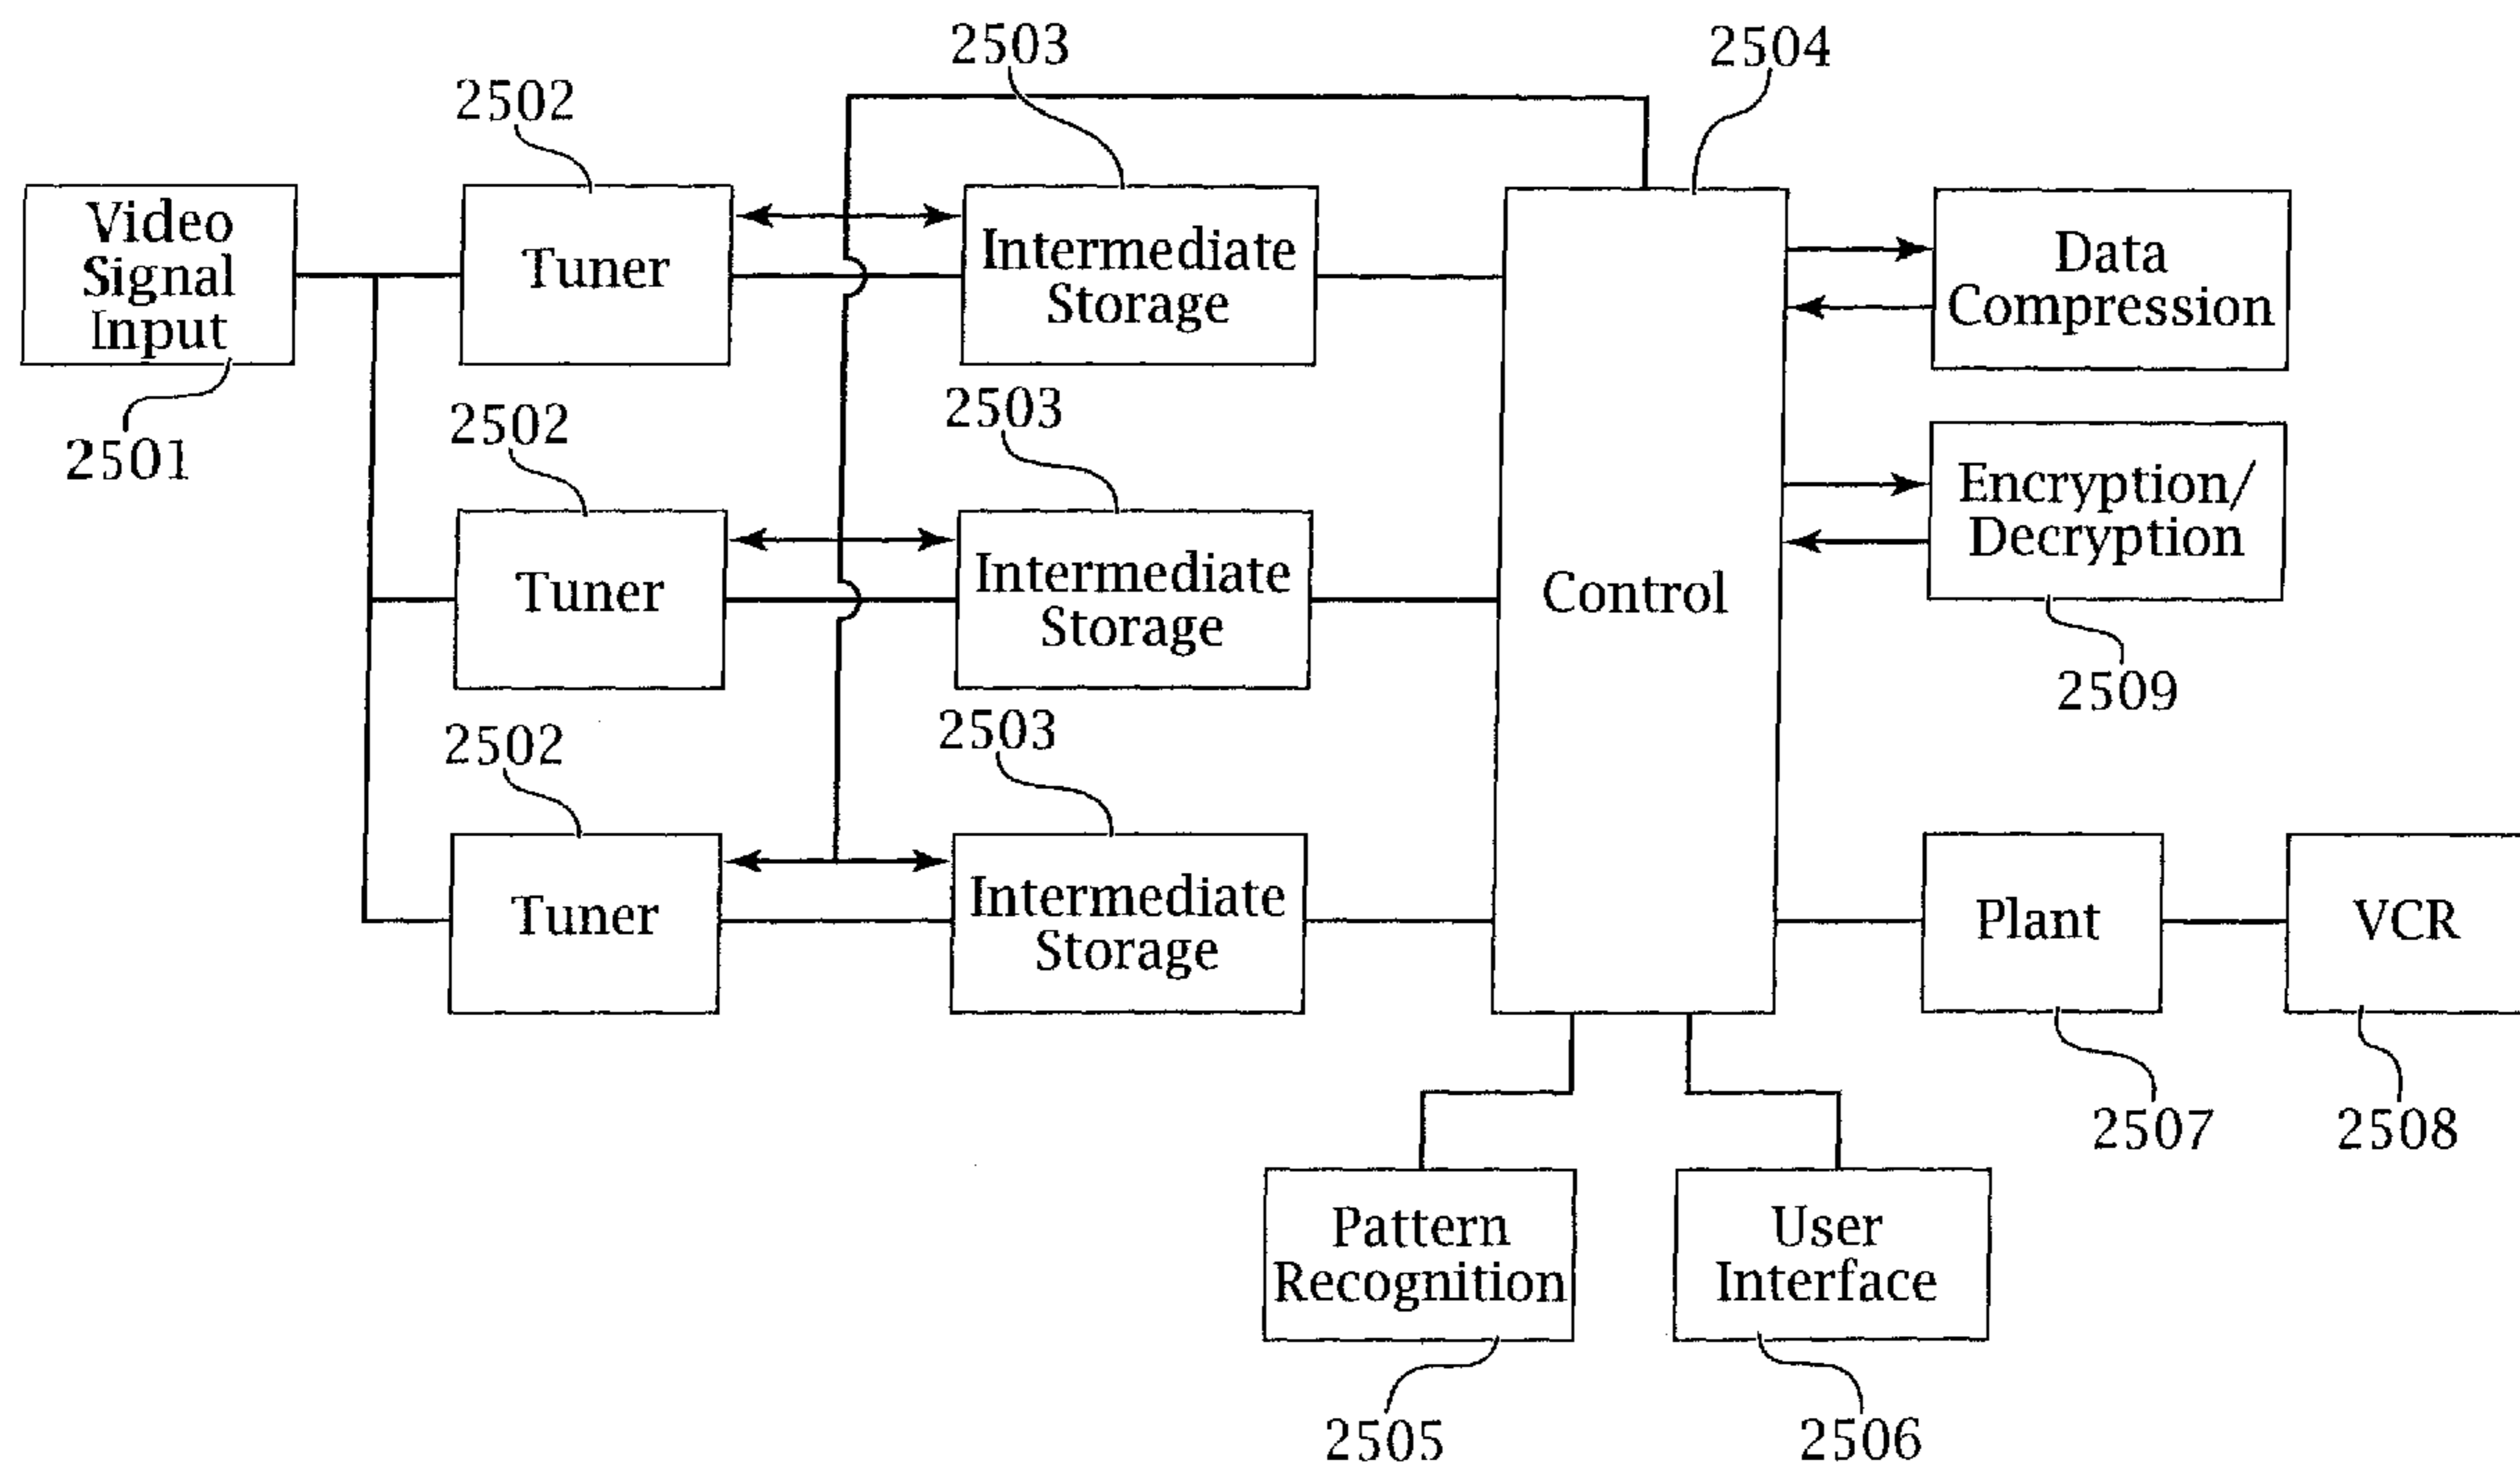 2503
2504
2502
Video
Signal
Input
Tuner
Intermediate
Storage
Data
Compression
2501
2502
2503
Tuner
Intermediate
Storage
Control
Encryption/
Decryption
2509
2502
2503
Tuner
Intermediate
Storage
Plant
VCR
2507
2508
Pattern
Recognition
User
Interface
2505
2506